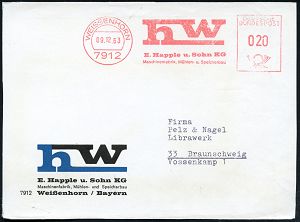 WEISSENHORN
09.12.63
7912
hw
E. Happle u. Sohn KG
Maschinenfabrik, Mühlen- u. Speicherbau
DEUTSCHE BUNDESPOST
020
Firma
Pelz & Nagel
Librawerk
33 Braunschweig
Vossenkamp 1
hw
E. Happle u. Sohn KG
Maschinenfabrik, Mühlen- und Speicherbau
7912 Weißenhorn / Bayern